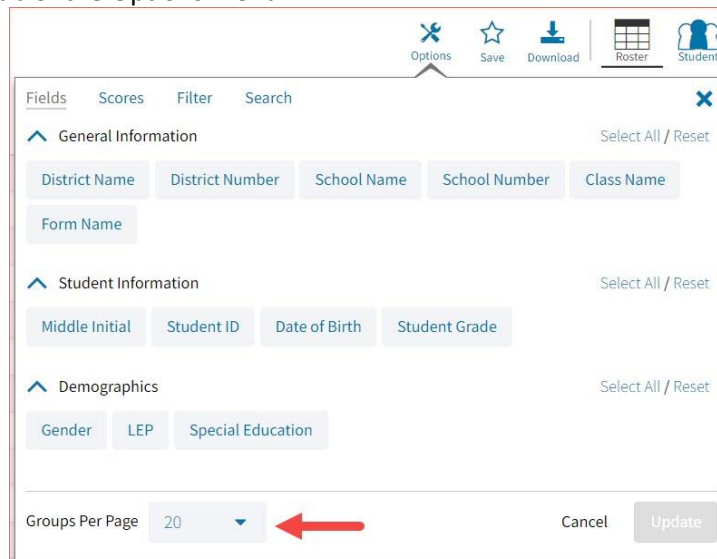 Options Save Download Roster Student
Fields Scores Filter Search
General Information Select All / Reset
District Name District Number School Name School Number Class Name
Form Name
Student Information Select All / Reset
Middle Initial Student ID Date of Birth Student Grade
Demographics Select All / Reset
Gender LEP Special Education
Groups Per Page 20 Cancel Update